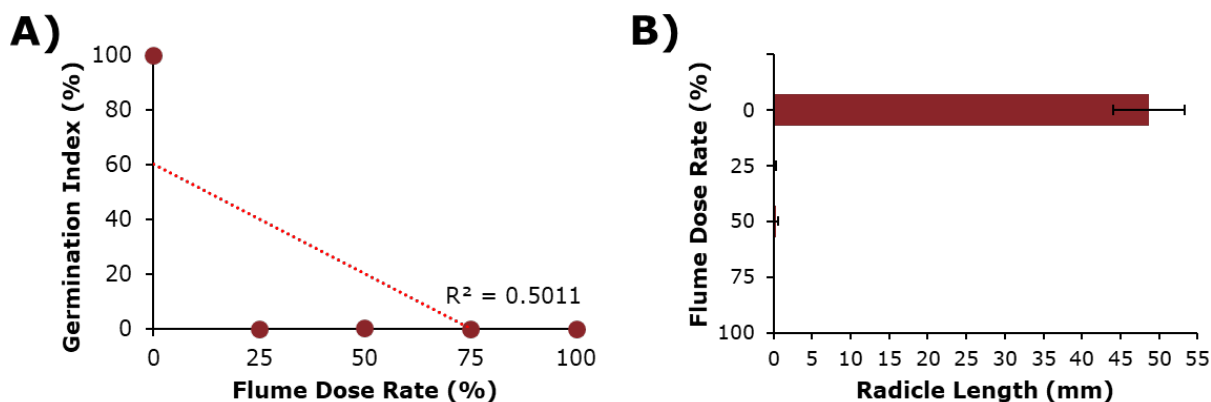 A)
Germination Index (%)
100
80
60
40
20
0
R² = 0.5011
0 25 50 75 100
Flume Dose Rate (%)
B)
Flume Dose Rate (%)
0
25
50
75
100
0 5 10 15 20 25 30 35 40 45 50 55
Radicle Length (mm)